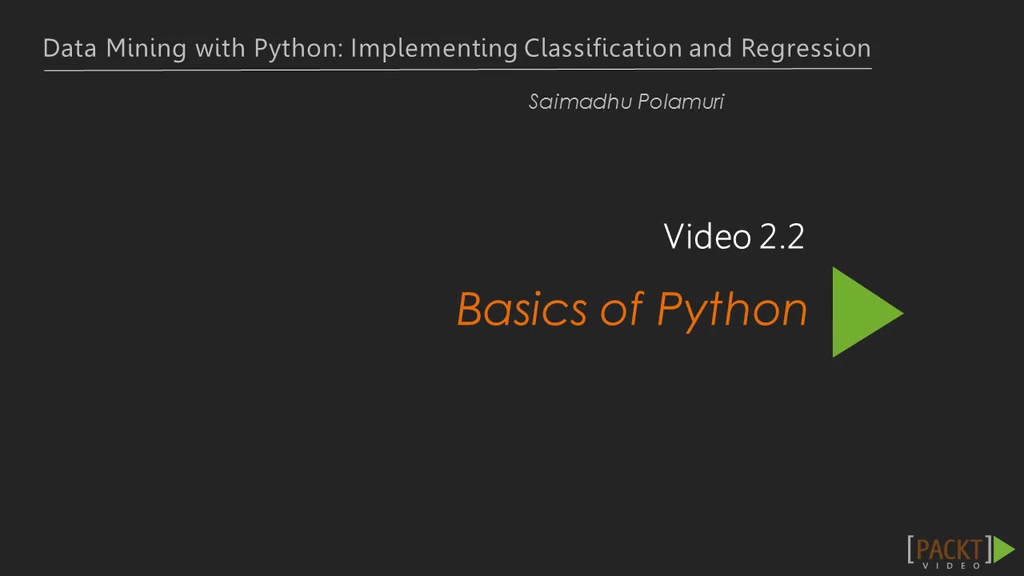 Data Mining with Python: Implementing Classification and Regression
Saimadhu Polamuri
Video 2.2
Basics of Python
[PACKT]
VIDEO